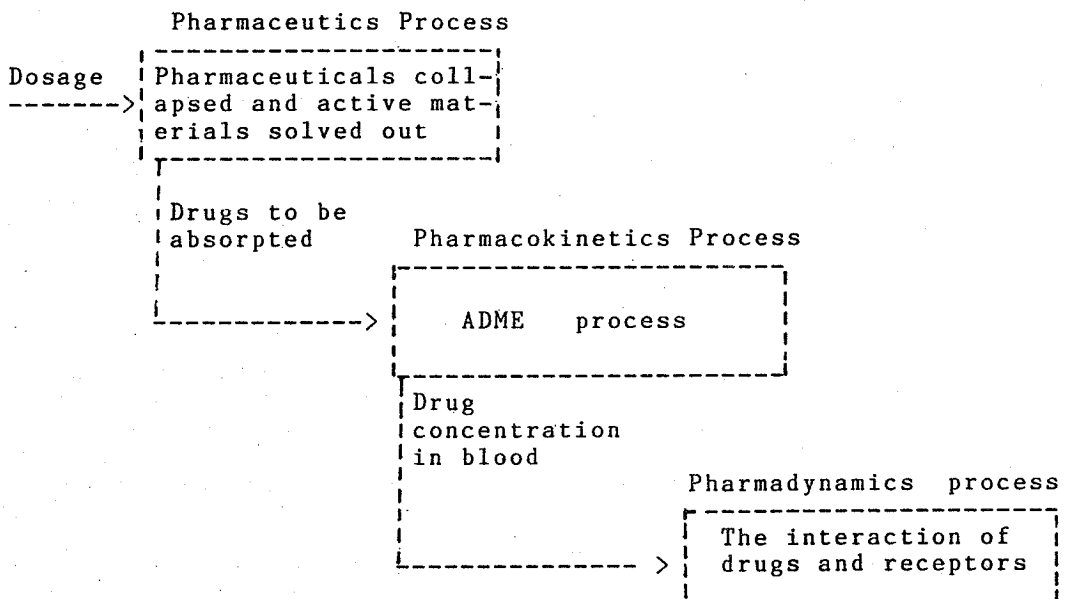 Pharmaceutics Process
Dosage
Pharmaceuticals coll-
apsed and active mat-
erials solved out
Drugs to be
absorpted
Pharmacokinetics Process
ADME process
Drug
concentration
in blood
Pharmadynamics process
The interaction of
drugs and receptors